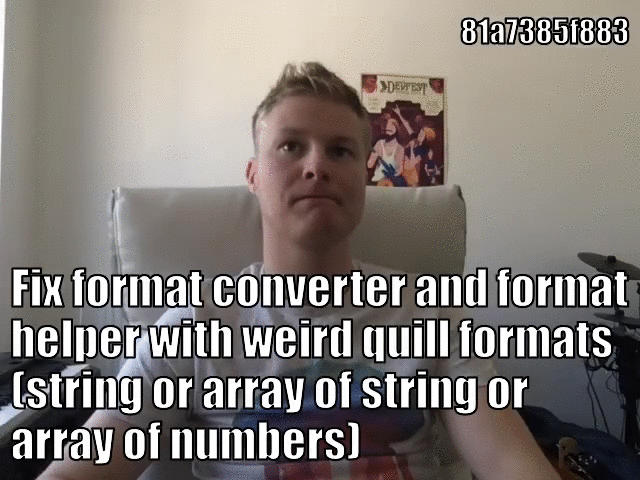 81a7385f883
DEVFEST
Fix format converter and format
helper with weird quill formats
(string or array of string or
array of numbers)